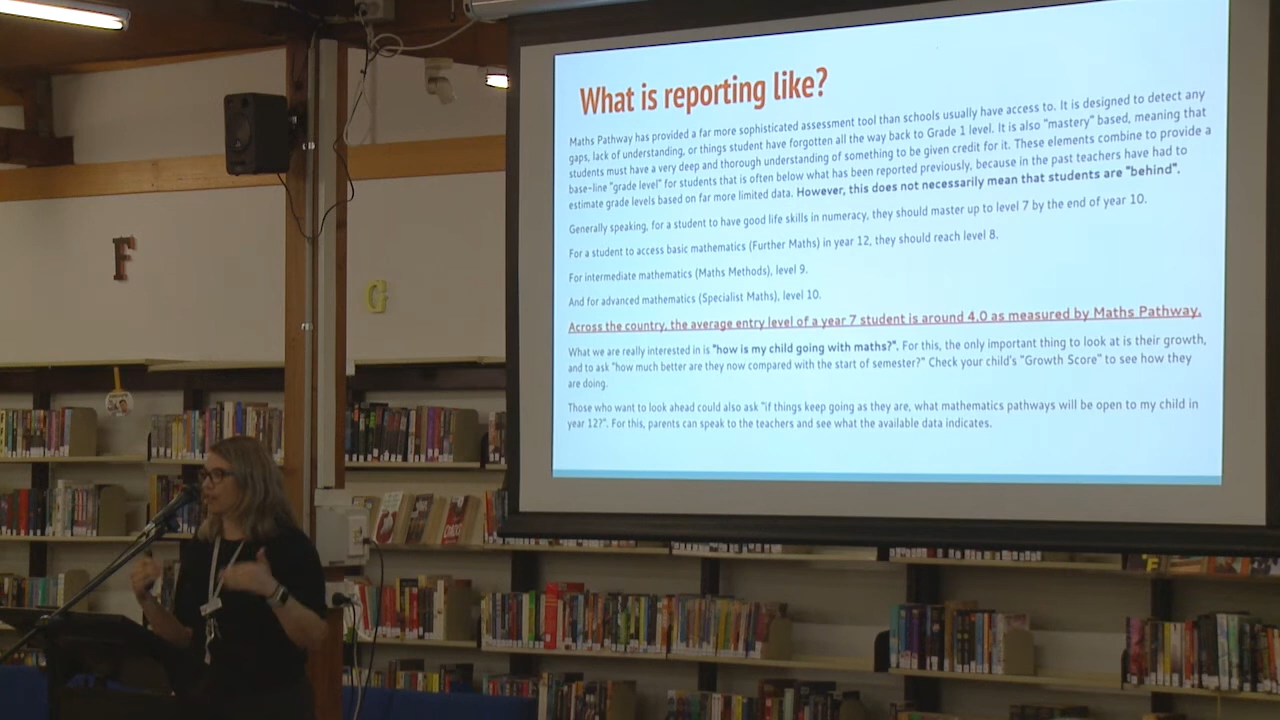 What is reporting like?
Maths Pathway has provided a far more sophisticated assessment tool than schools usually have access to. It is designed to detect any
gaps, lack of understanding, or things student have forgotten all the way back to Grade 1 level. It is also "mastery" based, meaning that
students must have a very deep and thorough understanding of something to be given credit for it. These elements combine to provide a
base-line "grade level" for students that is often below what has been reported previously, because in the past teachers have had to
estimate grade levels based on far more limited data. However, this does not necessarily mean that students are "behind".
Generally speaking, for a student to have good life skills in numeracy, they should master up to level 7 by the end of year 10.
For a student to access basic mathematics (Further Maths) in year 12, they should reach level 8.
For intermediate mathematics (Maths Methods), level 9.
And for advanced mathematics (Specialist Maths), level 10.
Across the country, the average entry level of a year 7 student is around 4.0 as measured by Maths Pathway.
What we are really interested in is "how is my child going with maths?". For this, the only important thing to look at is their growth,
and to ask "how much better are they now compared with the start of semester?" Check your child's "Growth Score" to see how they
are doing.
Those who want to look ahead could also ask "if things keep going as they are, what mathematics pathways will be open to my child in
year 12?". For this, parents can speak to the teachers and see what the available data indicates.
F
G
F